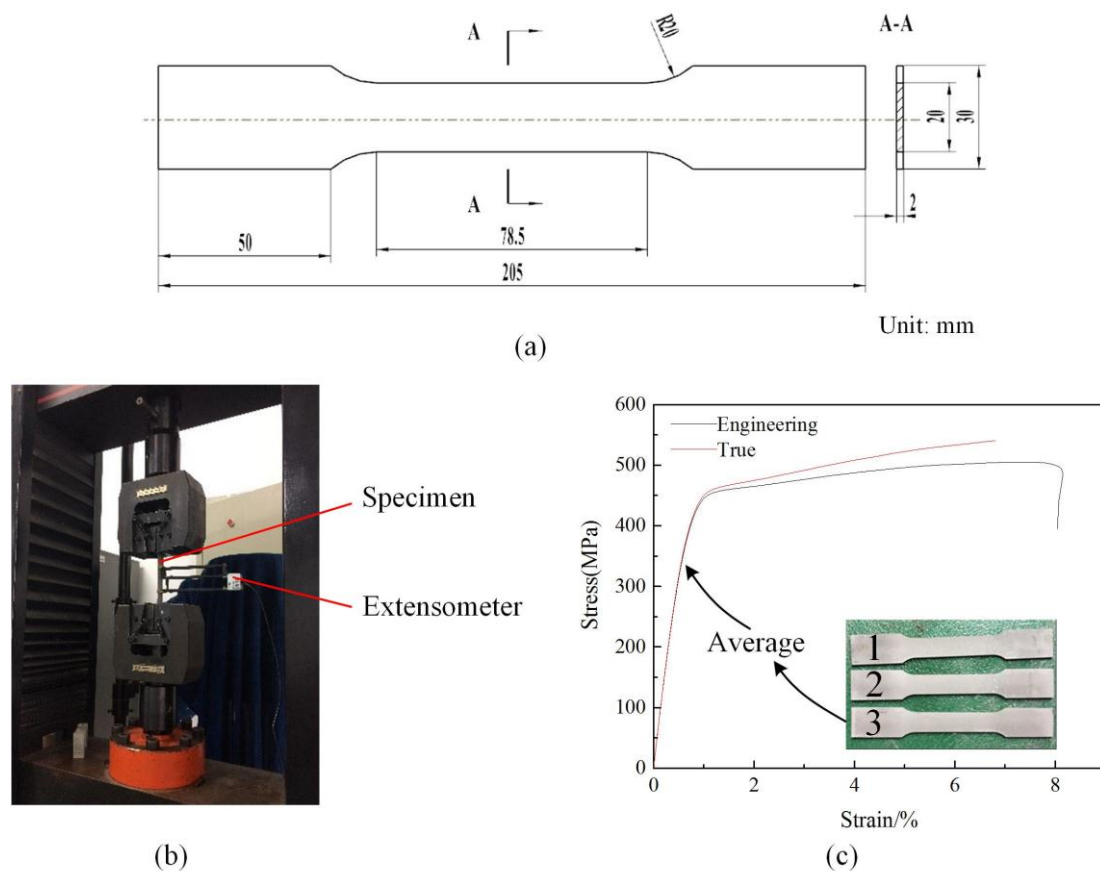 A
R20
A-A
20
30
A
2
50
78.5
205
Unit: mm
(a)
Specimen
Extensometer
(b)
600
500
400
300
200
100
0
Stress(MPa)
Engineering
True
Average
1
2
3
0
2
4
6
8
Strain/%
(c)